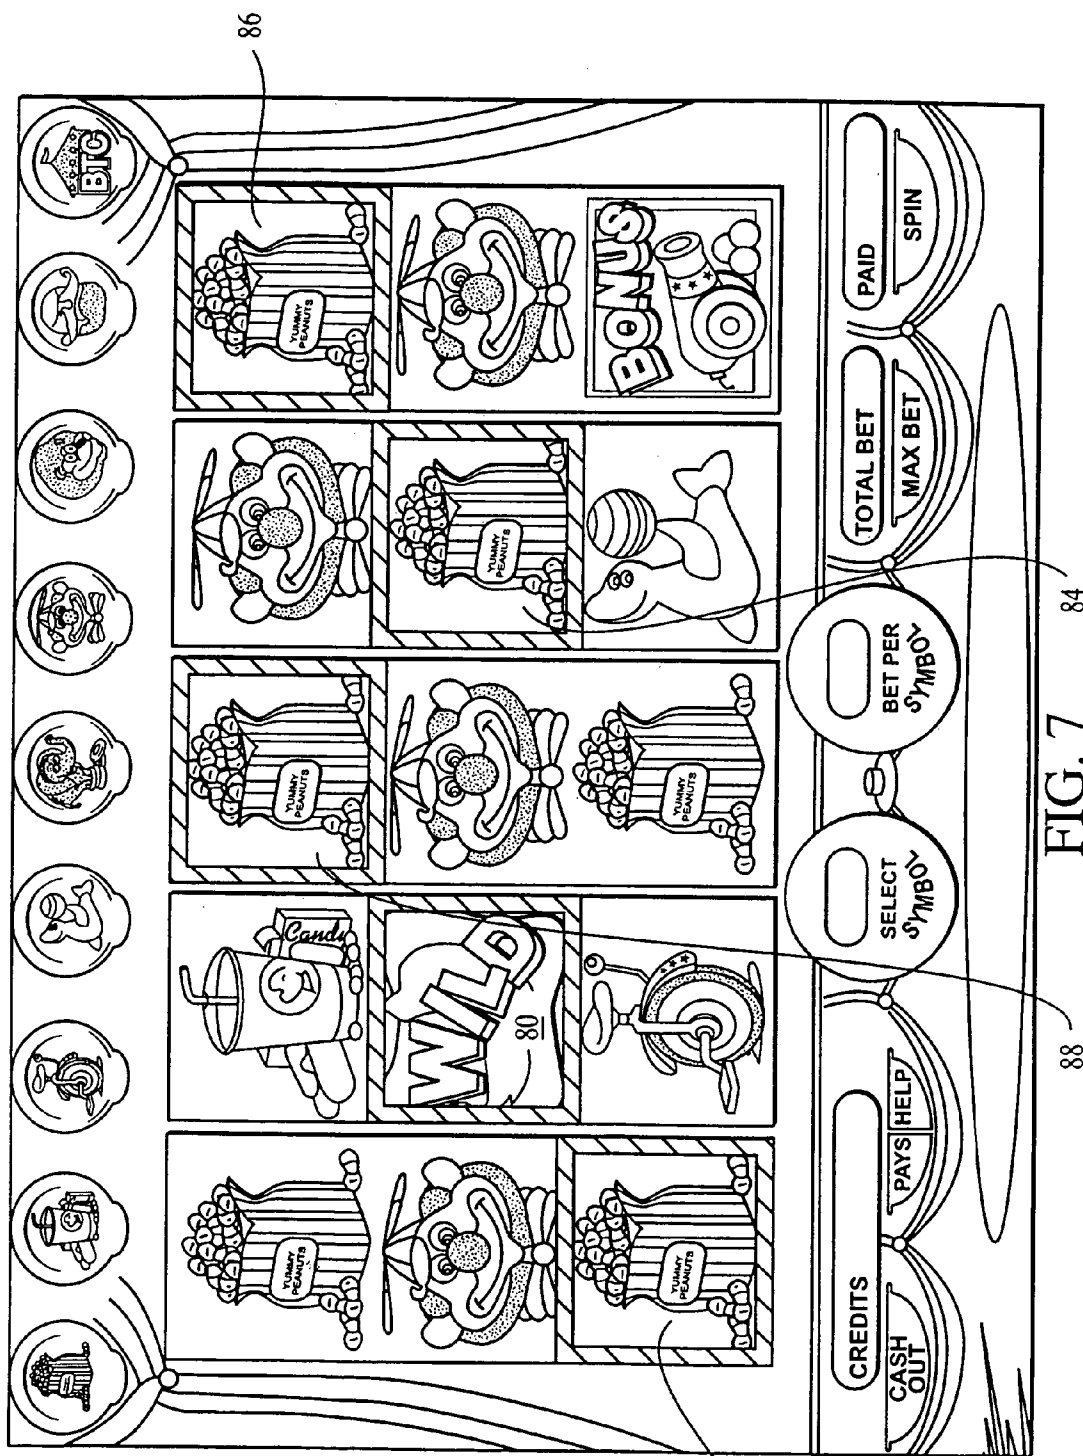 BTC
YUMMY
PEANUTS
Candy
YUMMY
PEANUTS
YUMMY
PEANUTS
86
WILD
80
YUMMY
PEANUTS
YUMMY
PEANUTS
YUMMY
PEANUTS
BONUS
CREDITS
CASH
OUT
PAYS
HELP
SELECT
SYMBOL
BET PER
SYMBOL
TOTAL BET
MAX BET
PAID
SPIN
88
84
FIG. 7